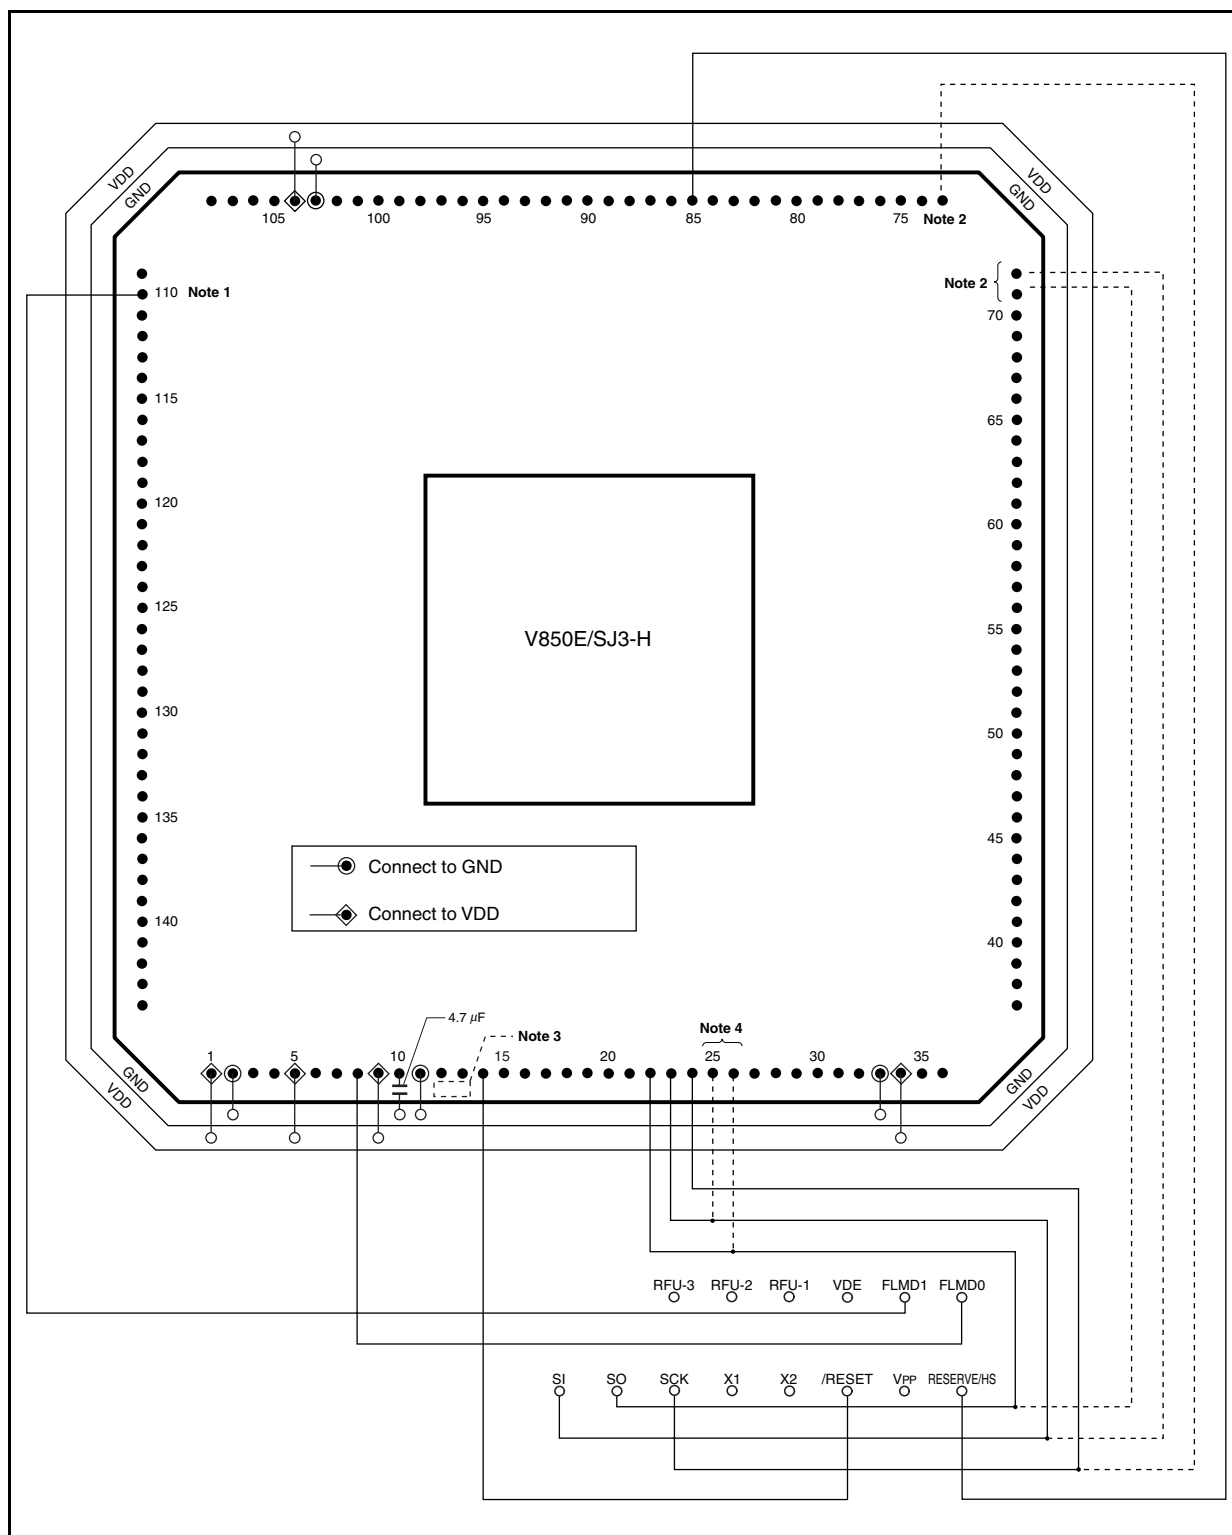 VDD
GND
VDD
GND
105 100 95 90 85 80 75 Note 2
110 Note 1
Note 2
70
115
65
120
60
125
V850E/SJ3-H
55
130
50
135
45
Connect to GND
Connect to VDD
140
40
4.7 μF
Note 3
Note 4
1 5 10 15 20 25 30 35
GND
VDD
GND
VDD
RFU-3 RFU-2 RFU-1 VDE FLMD1 FLMD0
SI SO SCK X1 X2 /RESET VPP RESERVE/HS